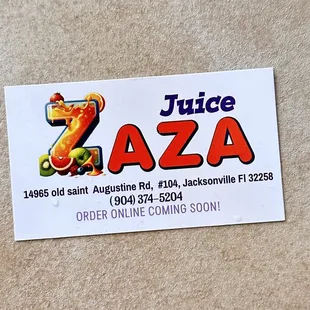 Juice
ZAZA
14965 old saint Augustine Rd, #104, Jacksonville Fl 32258
(904) 374-5204
ORDER ONLINE COMING SOON!